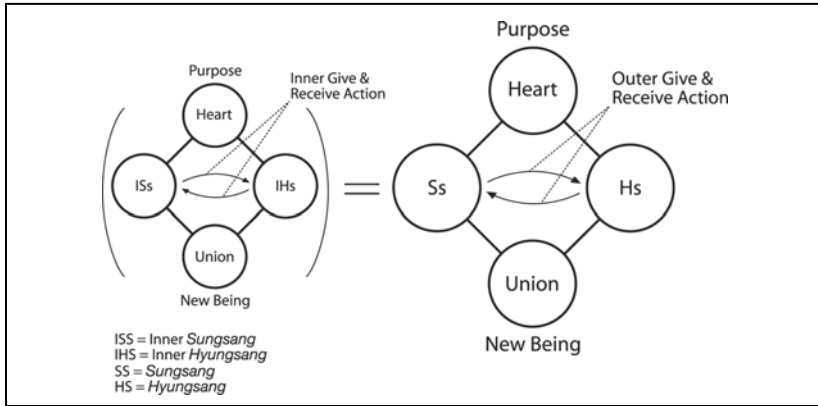 Purpose
Inner Give &
Receive Action
Heart
ISs
IHs
Union
New Being
ISS = Inner Sungsang
IHS = Inner Hyungsang
SS = Sungsang
HS = Hyungsang
Purpose
Outer Give &
Receive Action
Heart
Ss
Hs
Union
New Being